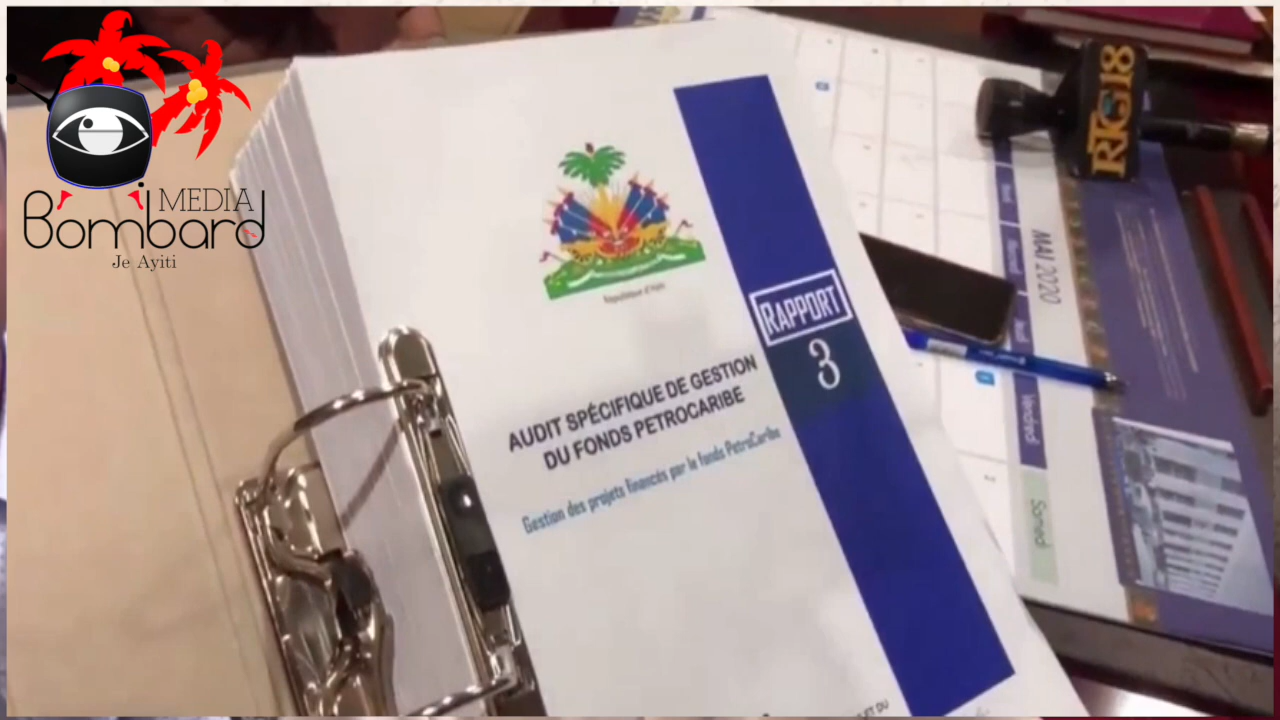 MEDIA
Bombard
Je Ayiti
République d'Haïti
RAPPORT
3
AUDIT SPÉCIFIQUE DE GESTION
DU FONDS PETROCARIBE
Gestion des projets financés par le fonds PetroCaribe
RTG18
MAI 2020
Jeudi
Vendredi
Samedi